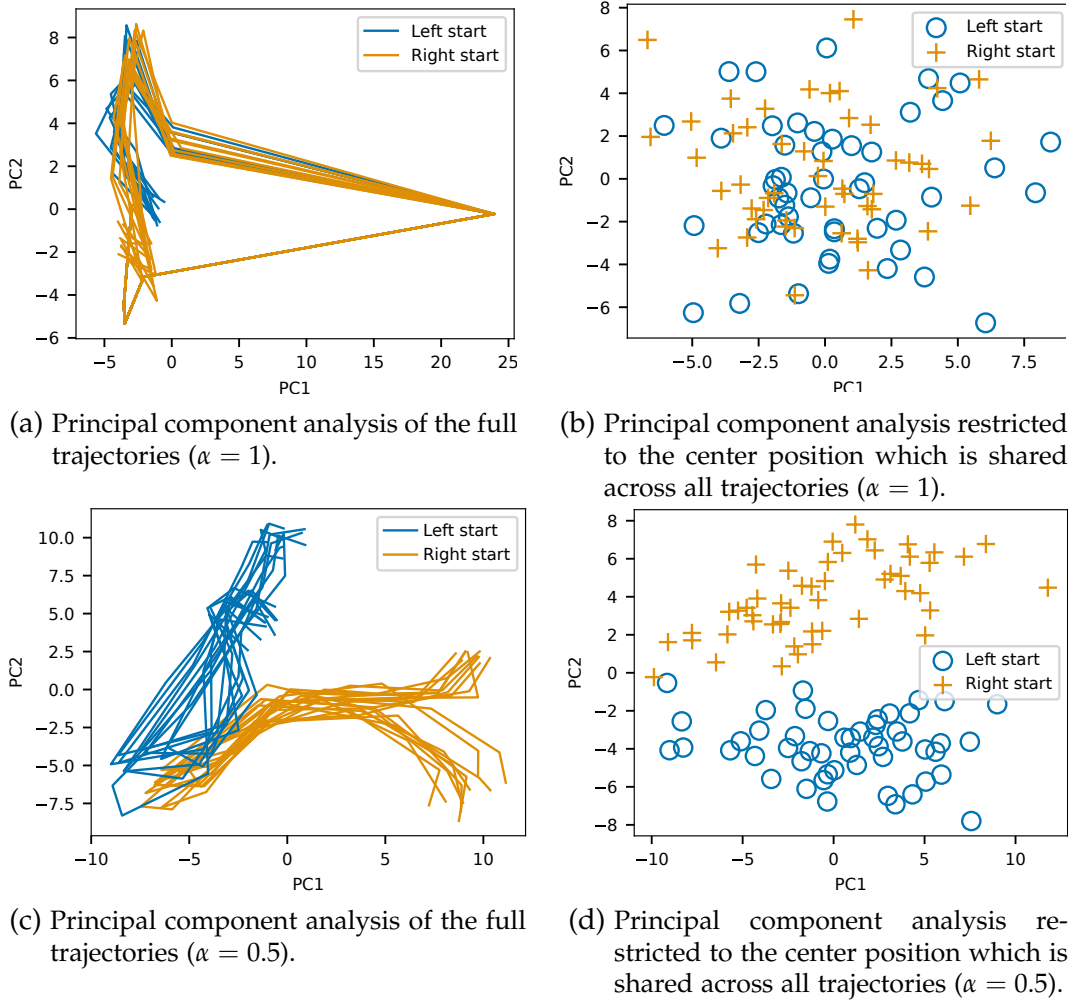 8
6
4
2
0
−2
−4
−6
PC2
−5
0
5
10
15
20
25
PC1
Left start
Right start
8
6
4
2
0
−2
−4
−6
PC2
−5.0
−2.5
0.0
2.5
5.0
7.5
PC1
Left start
Right start
(a) Principal component analysis of the full
trajectories (α = 1).
(b) Principal component analysis restricted
to the center position which is shared
across all trajectories (α = 1).
10.0
7.5
5.0
2.5
0.0
−2.5
−5.0
−7.5
PC2
−10
−5
0
5
10
PC1
Left start
Right start
8
6
4
2
0
−2
−4
−6
−8
PC2
−10
−5
0
5
10
PC1
Left start
Right start
(c) Principal component analysis of the full
trajectories (α = 0.5).
(d) Principal component analysis re-
stricted to the center position which is
shared across all trajectories (α = 0.5).